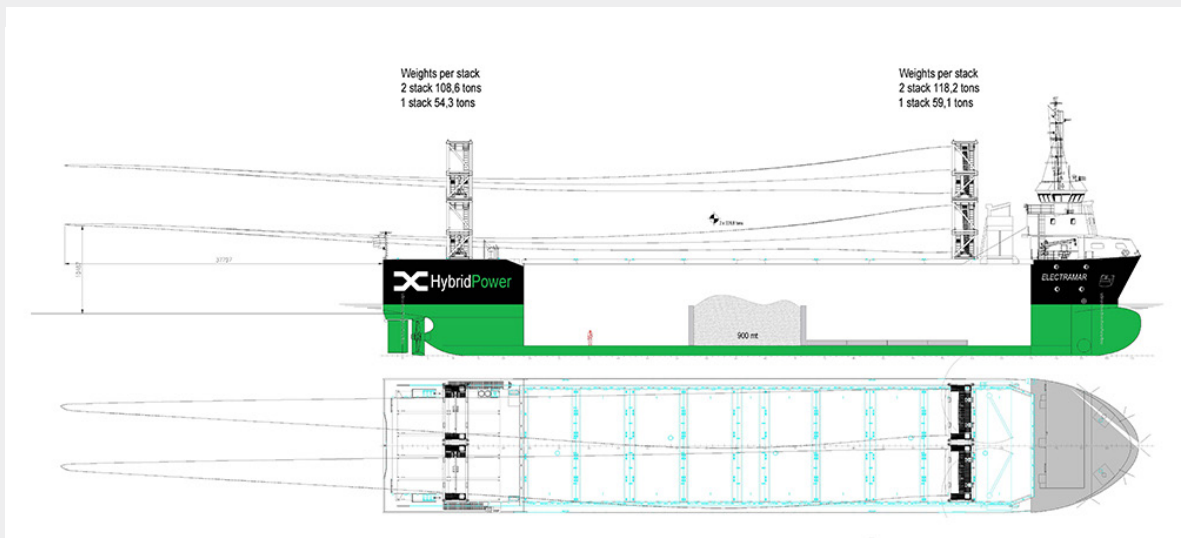 Weights per stack
2 stack 108,6 tons
1 stack 54,3 tons
Weights per stack
2 stack 118,2 tons
1 stack 59,1 tons
HybridPower
ELECTRAMAR
900 mt